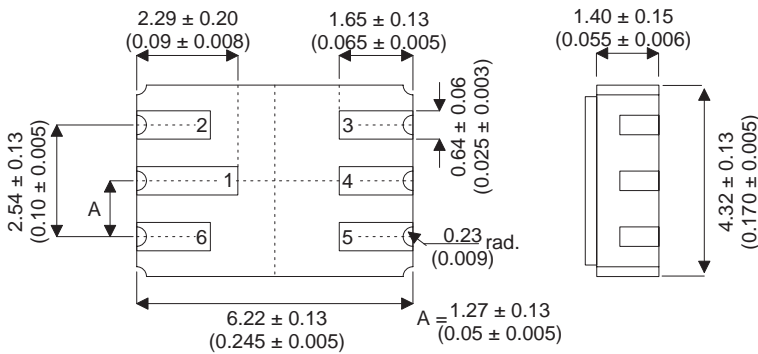 2.29 ± 0.20
(0.09 ± 0.008)
1.65 ± 0.13
(0.065 ± 0.005)
1.40 ± 0.15
(0.055 ± 0.006)
2
3
0.64 ± 0.06
(0.025 ± 0.003)
2.54 ± 0.13
(0.10 ± 0.005)
A
1
4
4.32 ± 0.13
(0.170 ± 0.005)
6
5
0.23 rad.
(0.009)
6.22 ± 0.13
(0.245 ± 0.005)
A = 1.27 ± 0.13
(0.05 ± 0.005)